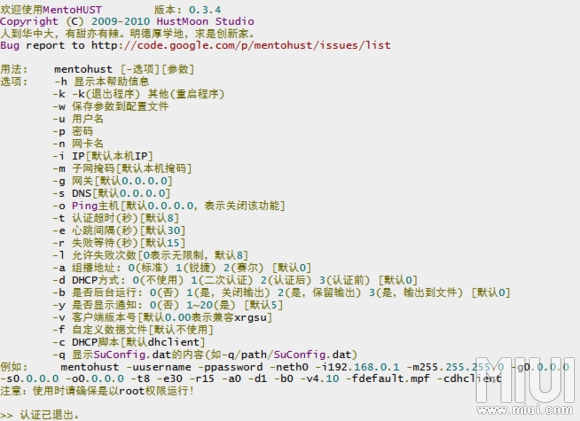 欢迎使用MentoHUST 版本: 0.3.4
Copyright (C) 2009-2010 HustMoon Studio
人到华中大，有甜亦有辣。明德厚学地，求是创新家。
Bug report to http://code.google.com/p/mentohust/issues/list
用法: mentohust [-选项][参数]
选项: -h 显示本帮助信息
-k -k(退出程序) 其他(重启程序)
-w 保存参数到配置文件
-u 用户名
-p 密码
-n 网卡名
-i IP[默认本机IP]
-m 子网掩码[默认本机掩码]
-g 网关[默认0.0.0.0]
-s DNS[默认0.0.0.0]
-o Ping主机[默认0.0.0.0，表示关闭该功能]
-t 认证超时(秒)[默认8]
-e 心跳间隔(秒)[默认30]
-r 失败等待(秒)[默认15]
-l 允许失败次数[0表示无限制，默认8]
-a 组播地址: 0(标准) 1(锐捷) 2(赛尔) [默认0]
-d DHCP方式: 0(不使用) 1(二次认证) 2(认证后) 3(认证前) [默认0]
-b 是否后台运行: 0(否) 1(是，关闭输出) 2(是，保留输出) 3(是，输出到文件) [默认0]
-y 是否显示通知: 0(否) 1~20(是) [默认5]
-v 客户端版本号[默认0.00表示兼容xrgsu]
-f 自定义数据文件[默认不使用]
-c DHCP脚本[默认dhclient]
-q 显示SuConfig.dat的内容(如-q/path/SuConfig.dat)
例如: mentohust -uusername -ppassword -neth0 -i192.168.0.1 -m255.255.255.0 -g0.0.0.0
-s0.0.0.0 -o0.0.0.0 -t8 -e30 -r15 -a0 -d1 -b0 -v4.10 -fdefault.mpf -cdhclient
注意: 使用时请确保是以root权限运行!
>> 认证已退出。
MIUI
www.miui.com